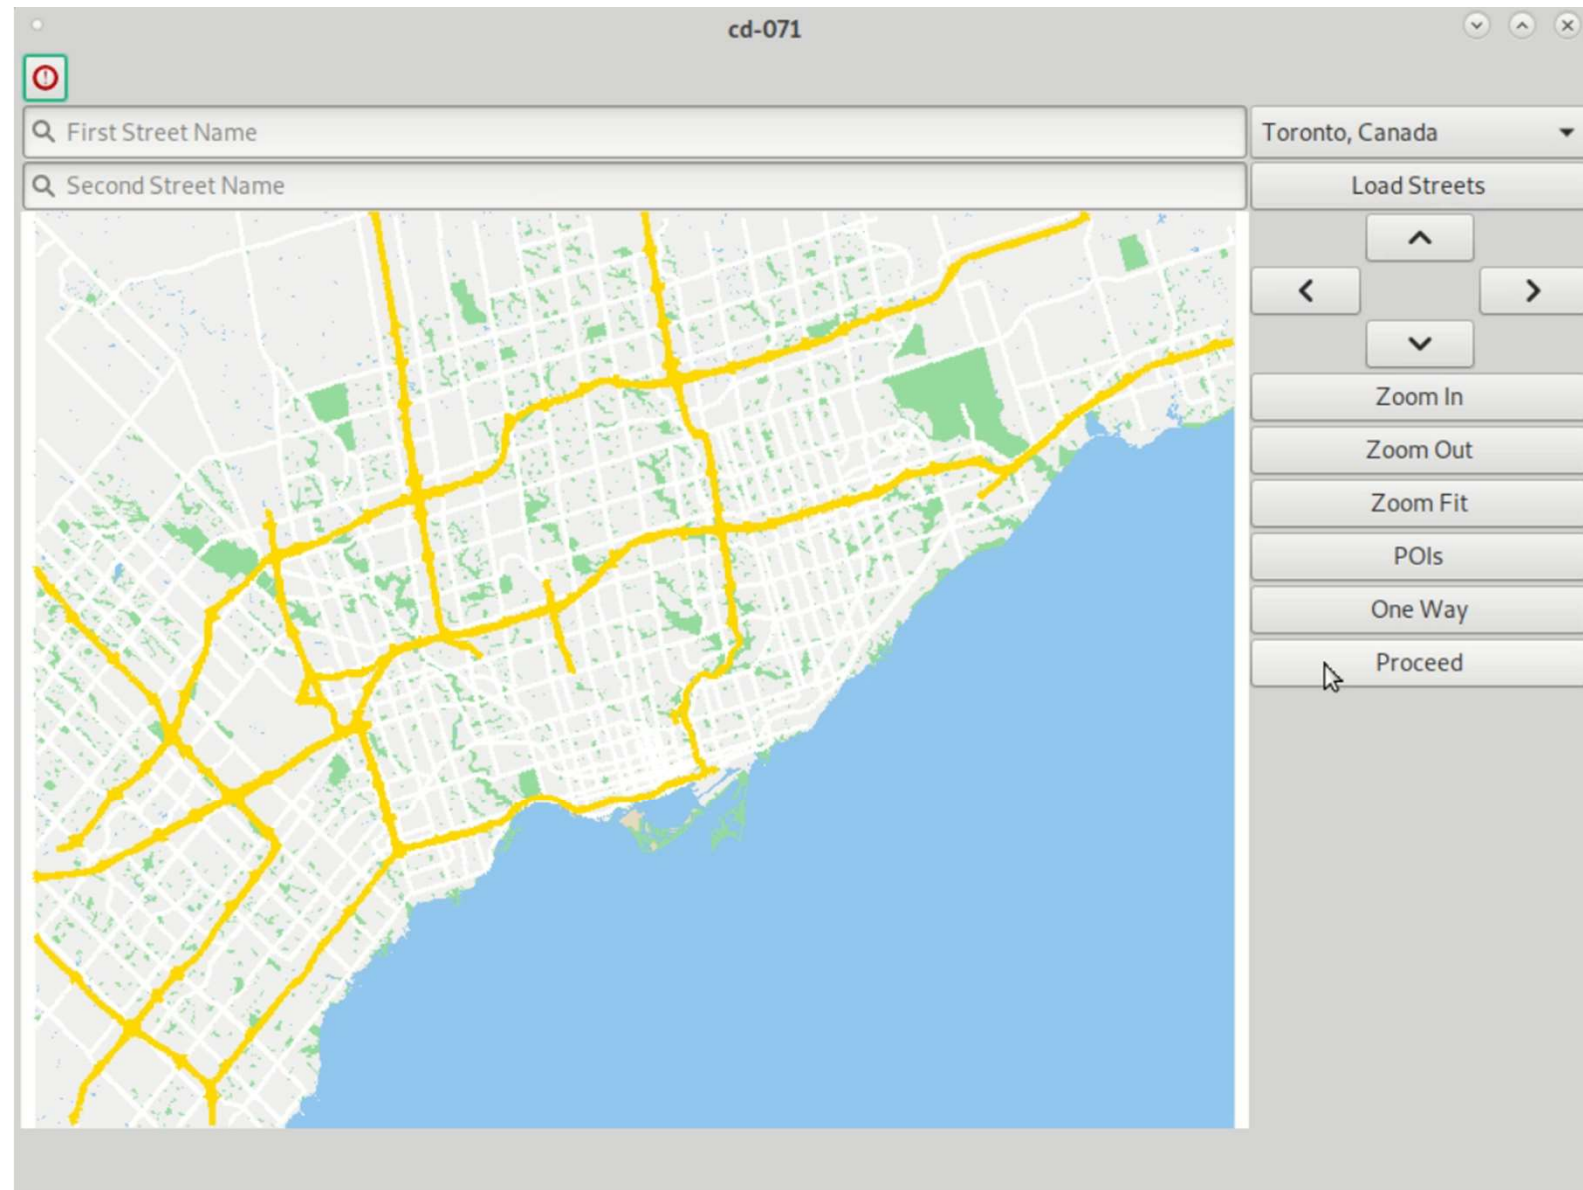 cd-071
First Street Name
Toronto, Canada
Second Street Name
Load Streets
Zoom In
Zoom Out
Zoom Fit
POIs
One Way
Proceed